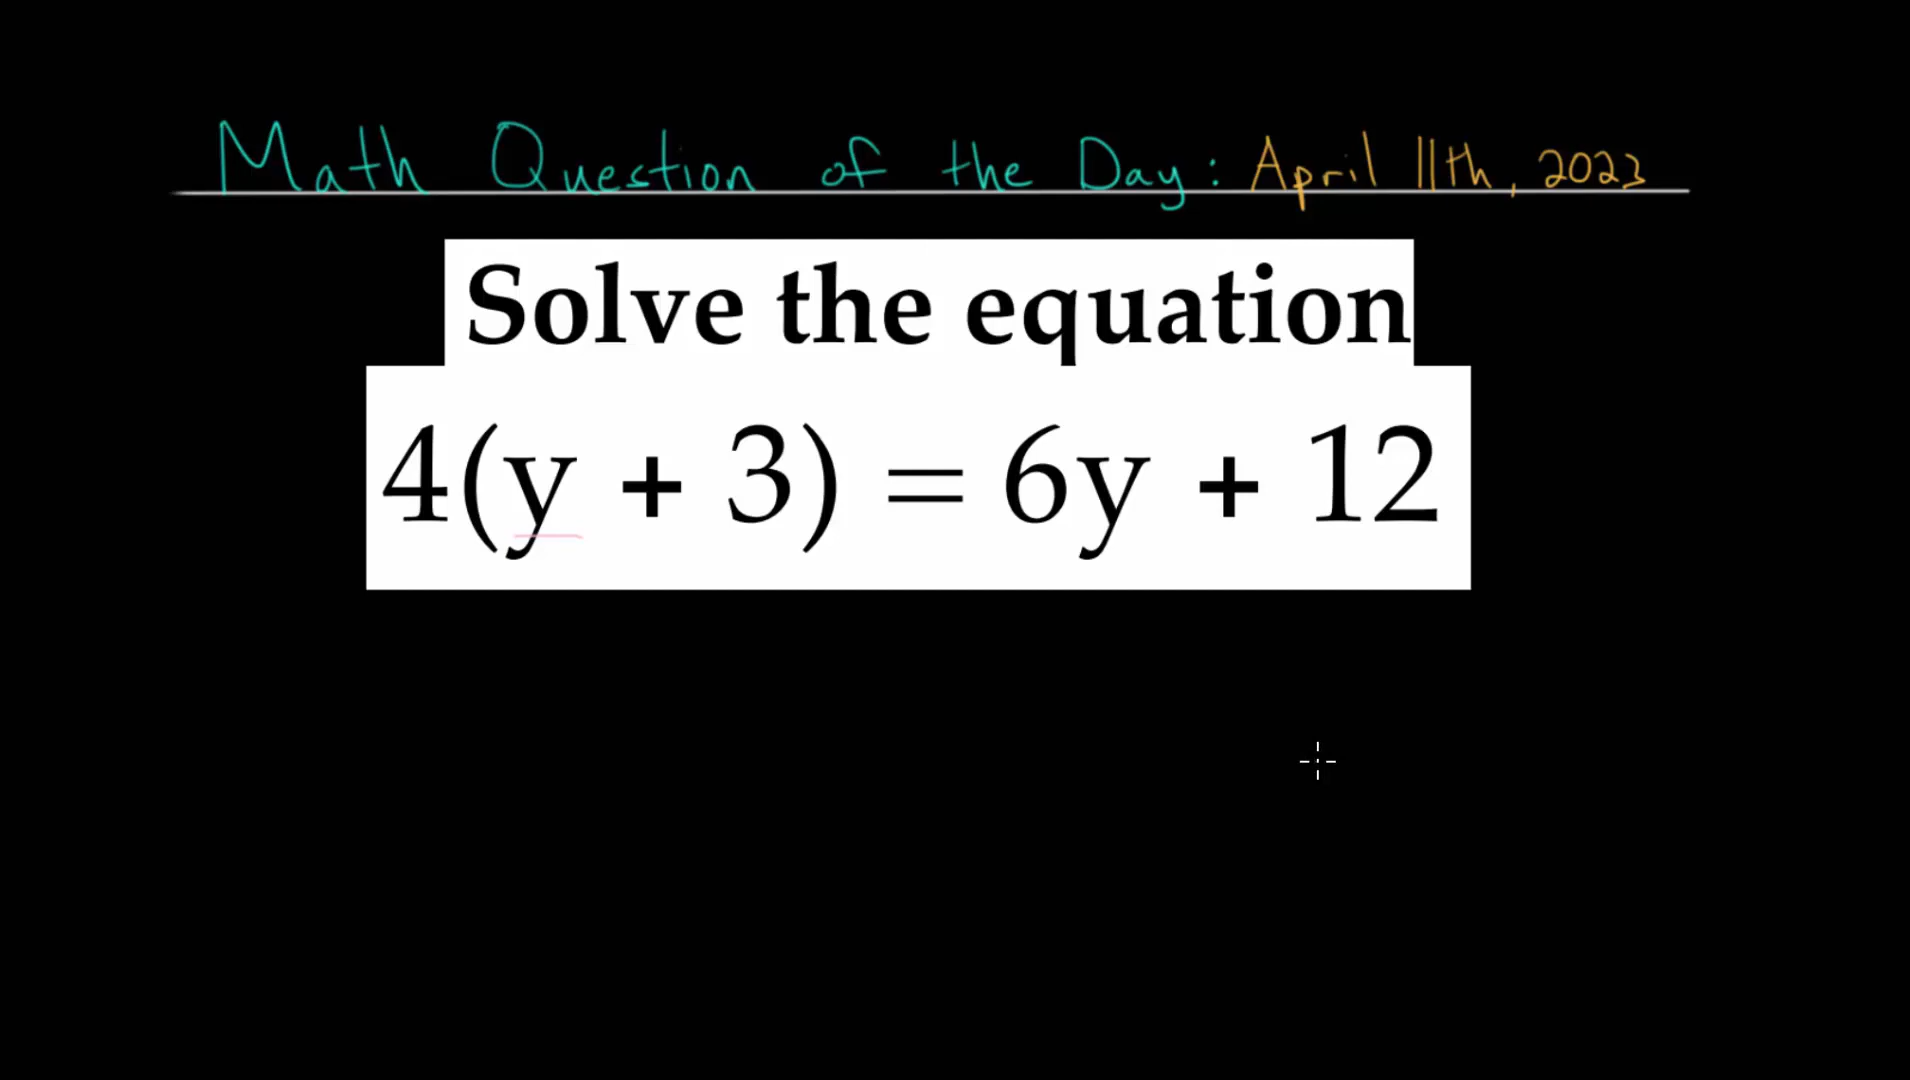 Math Question of the Day: April 11th, 2023
Solve the equation
4(y + 3) = 6y + 12